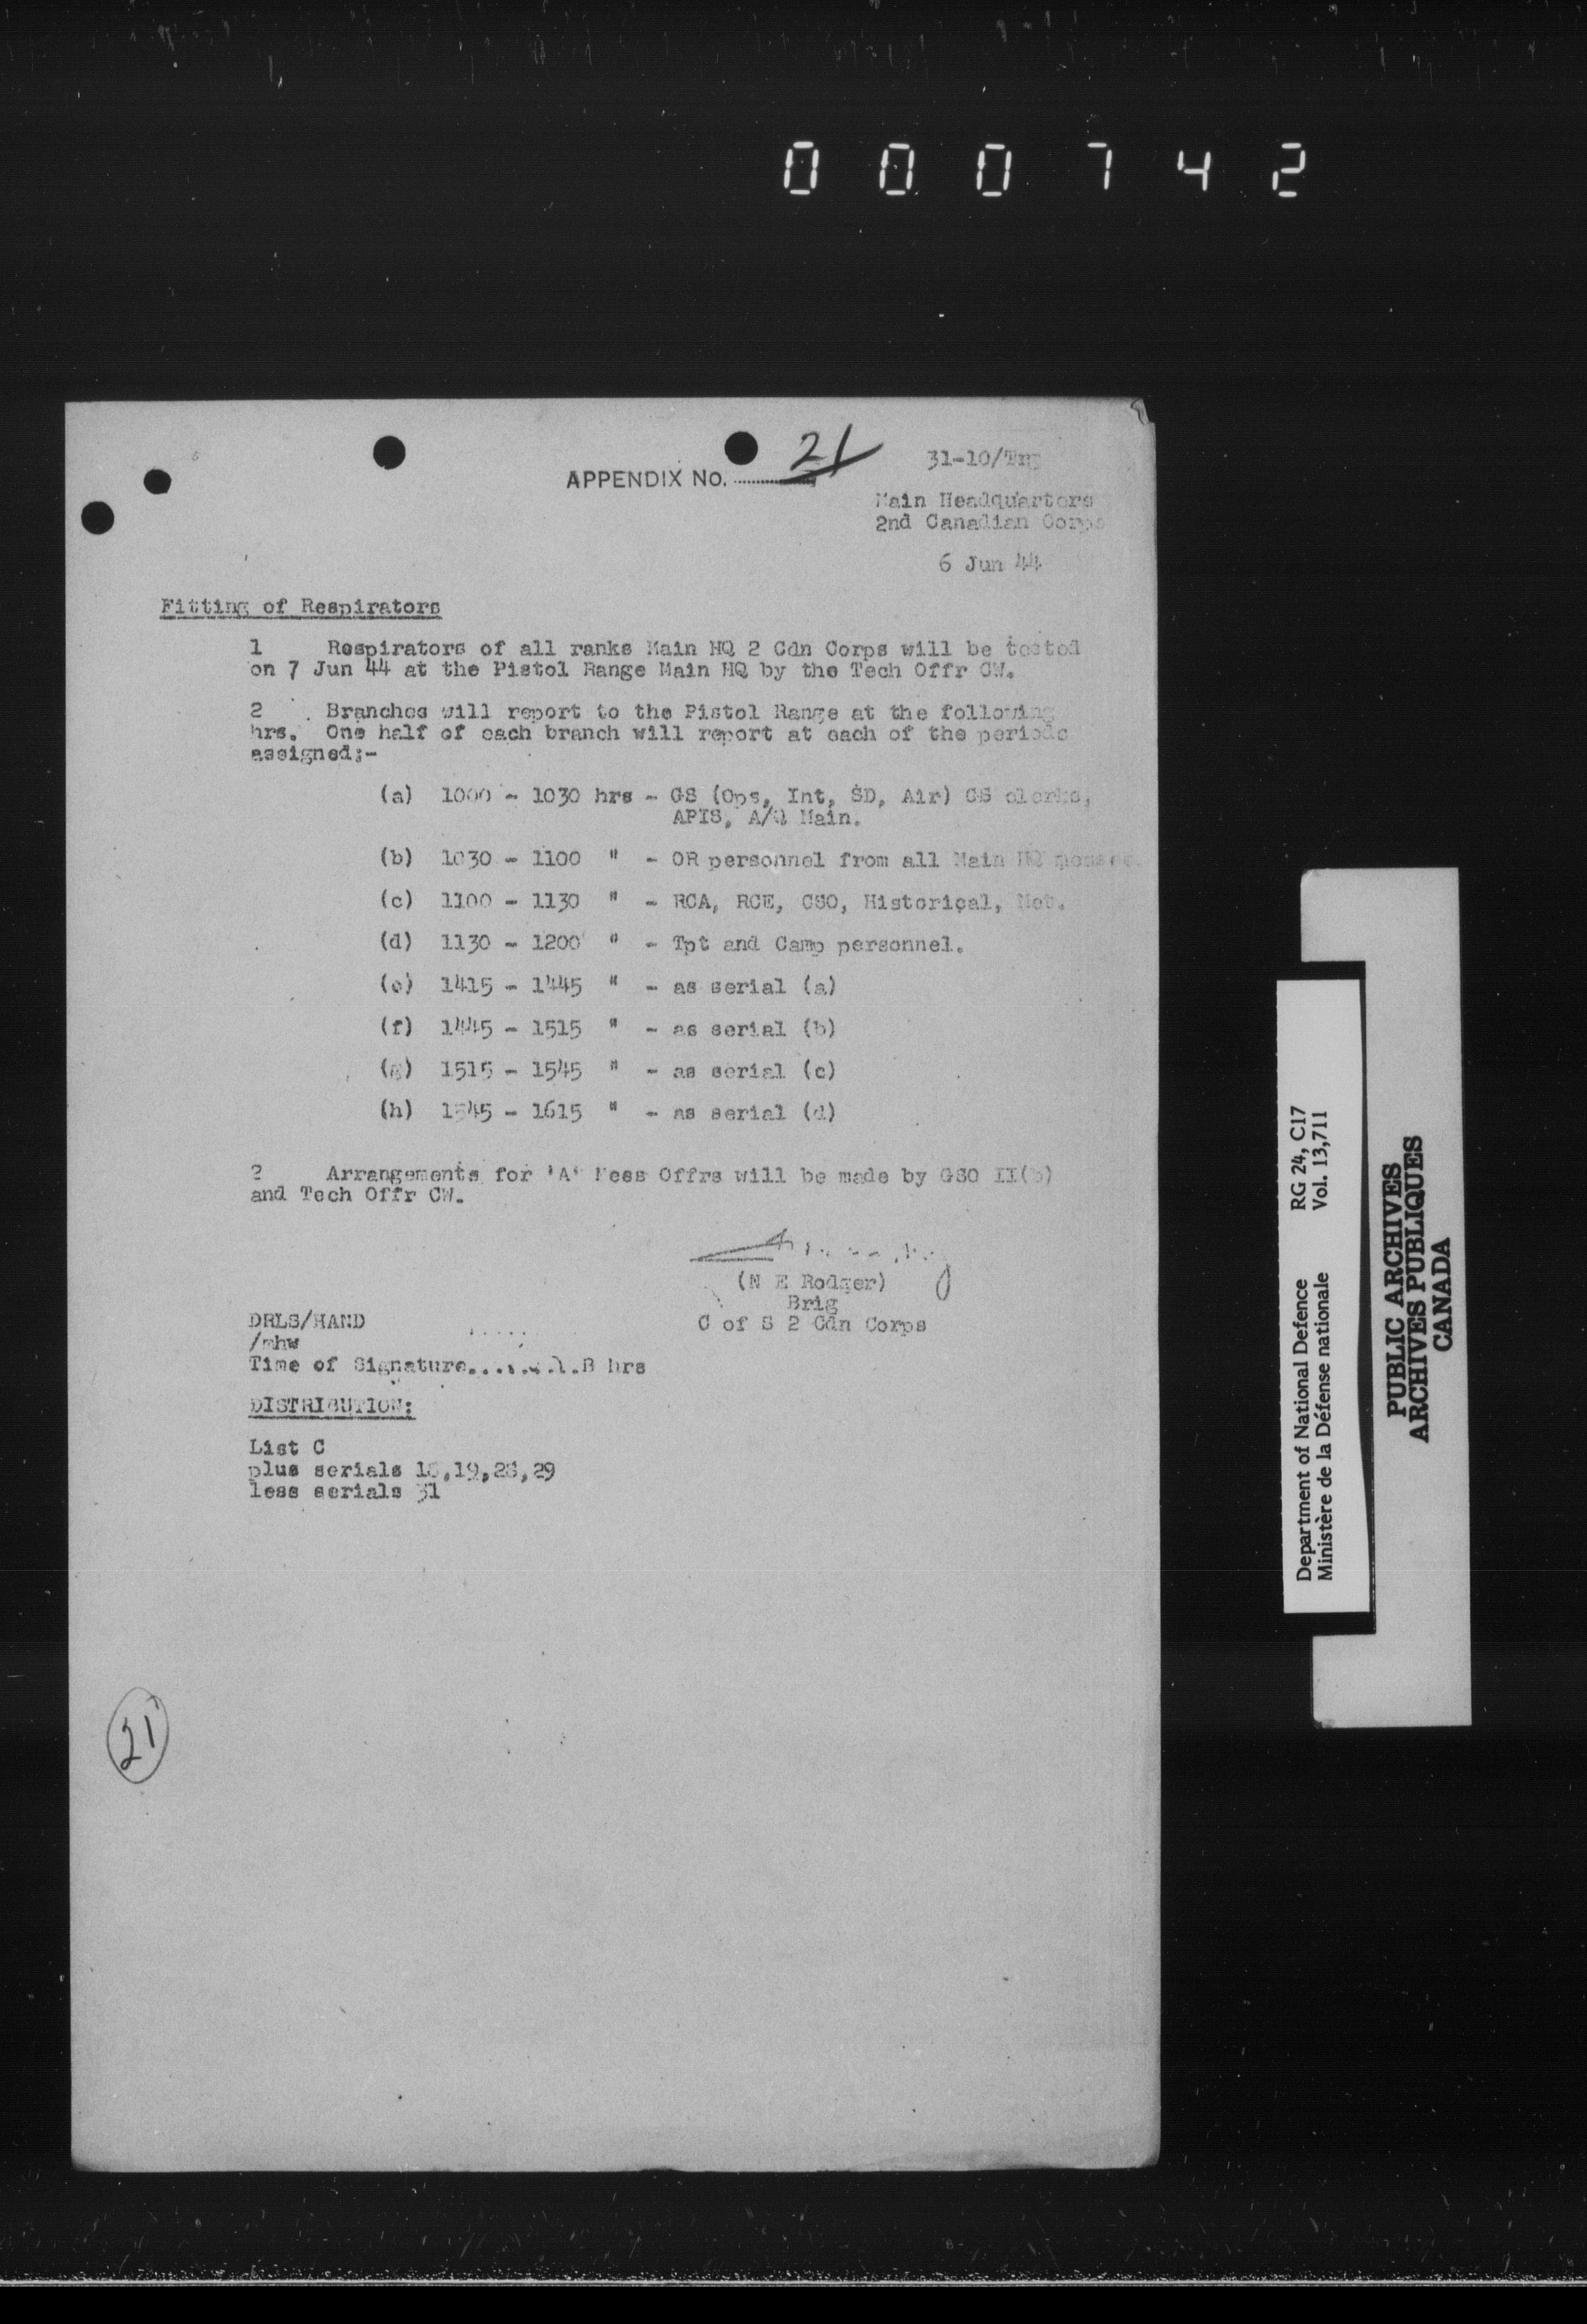 000742
APPENDIX No. 21
31-10/Trg
Main Headquarters
2nd Canadian Corps
6 Jun 44
Fitting of Respirators
1 Respirators of all ranks Main HQ 2 Cdn Corps will be tested
on 7 Jun 44 at the Pistol Range Main HQ by the Tech Offr CW.
2 Branches will report to the Pistol Range at the following
hrs. One half of each branch will report at each of the periods
assigned;-
(a) 1000 - 1030 hrs - GS (Ops, Int, SD, Air) GS clerks,
APIS, A/Q Main.
(b) 1030 - 1100 " - OR personnel from all Main HQ messes.
(c) 1100 - 1130 " - RCA, RCE, CSO, Historical, Met.
(d) 1130 - 1200 " - Tpt and Camp personnel.
(e) 1415 - 1445 " - as serial (a)
(f) 1445 - 1515 " - as serial (b)
(g) 1515 - 1545 " - as serial (c)
(h) 1545 - 1615 " - as serial (d)
Arrangements for 'A' Mess Offrs will be made by GSO II
and Tech Offr CW.
(N E Rodger)
Brig
C of S 2 Cdn Corps
DRLS/HAND
/mhw
Time of Signature B hrs
DISTRIBUTION:
List C
plus serials ,19,28,29
less serials 31
21
Department of National Defence RG 24, C17
Ministère de la Défense nationale Vol. 13,711
PUBLIC ARCHIVES
ARCHIVES PUBLIQUES
CANADA